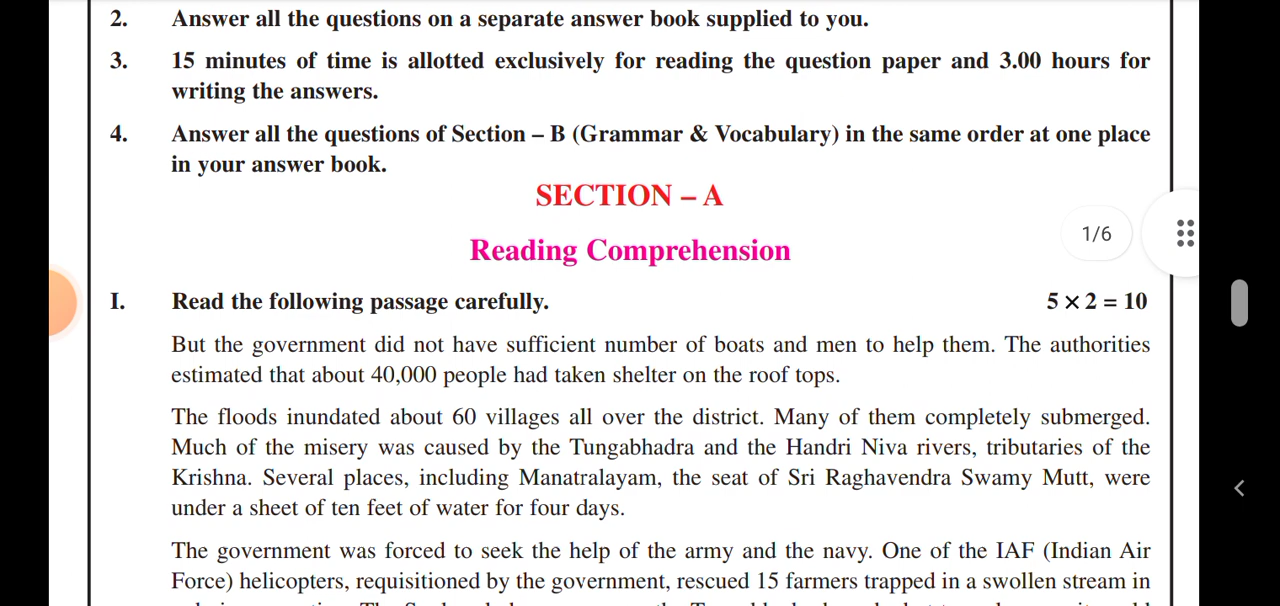 2. Answer all the questions on a separate answer book supplied to you.
3. 15 minutes of time is allotted exclusively for reading the question paper and 3.00 hours for
writing the answers.
4. Answer all the questions of Section – B (Grammar & Vocabulary) in the same order at one place
in your answer book.
SECTION – A
1/6
Reading Comprehension
I. Read the following passage carefully. 5 × 2 = 10
But the government did not have sufficient number of boats and men to help them. The authorities
estimated that about 40,000 people had taken shelter on the roof tops.
The floods inundated about 60 villages all over the district. Many of them completely submerged.
Much of the misery was caused by the Tungabhadra and the Handri Niva rivers, tributaries of the
Krishna. Several places, including Manatralayam, the seat of Sri Raghavendra Swamy Mutt, were
under a sheet of ten feet of water for four days.
The government was forced to seek the help of the army and the navy. One of the IAF (Indian Air
Force) helicopters, requisitioned by the government, rescued 15 farmers trapped in a swollen stream in